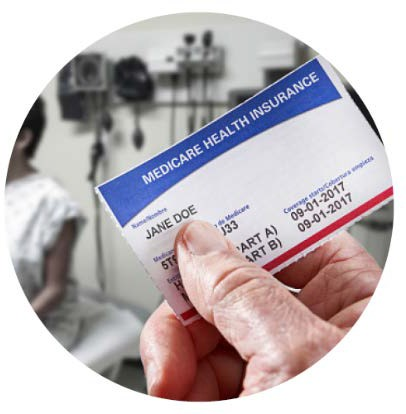 MEDICARE HEALTH INSURANCE
Name/Nombre
JANE DOE
de Medicare
J33
Coverage starts/Cobertura empieza
PART A) 09-01-2017
PART B) 09-01-2017